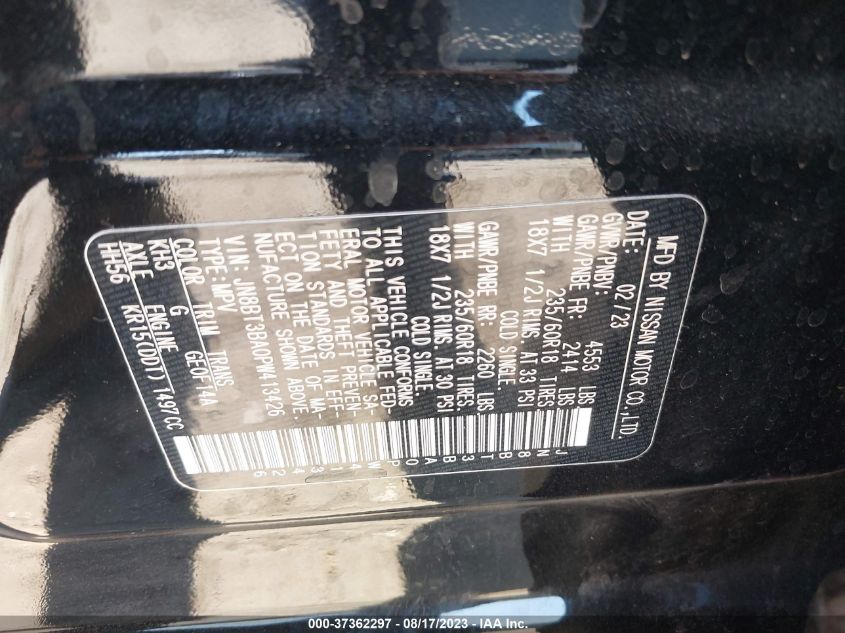 MFD BY NISSAN MOTOR CO.,LTD.
DATE: 02/23
GVWR/PNBV: 4553 LBS
GAWR/PNBE FR: 2414 LBS
WITH 235/60R18 TIRES
18X7 1/2J RIMS, AT 33 PSI
COLD SINGLE.
GAWR/PNBE RR: 2260 LBS
WITH 235/60R18 TIRES
18X7 1/2J RIMS, AT 30 PSI
COLD SINGLE.
THIS VEHICLE CONFORMS
TO ALL APPLICABLE FED-
ERAL MOTOR VEHICLE SA-
FETY AND THEFT PREVEN-
TION STANDARDS IN EFF-
ECT ON THE DATE OF MA-
NUFACTURE SHOWN ABOVE.
VIN: JN8BT3BA0PW413426
TYPE:MPV
COLOR TRIM TRANS
KH3 G GE0F14A
AXLE ENGINE
HH56 KR15(DDT)T497CC
JN8BT3BA0PW413426
000-37362297 - 08/17/2023 - ©IAA Inc.